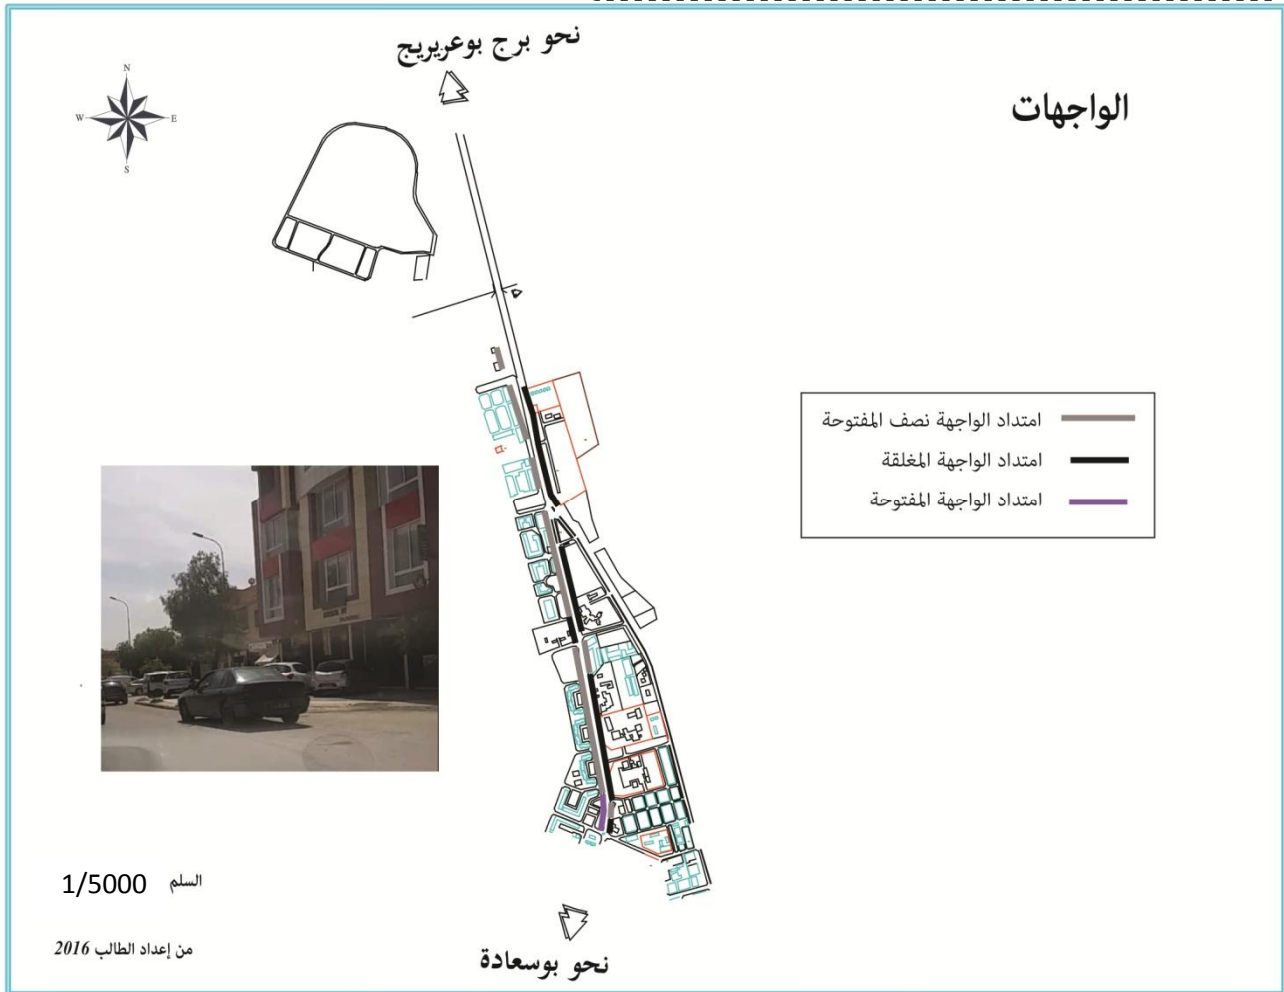 نحو برج بوعريريج
الواجهات
N
W
E
S
امتداد الواجهة نصف المفتوحة
امتداد الواجهة المغلقة
امتداد الواجهة المفتوحة
السلم 1/5000
من إعداد الطالب 2016
نحو بوسعادة